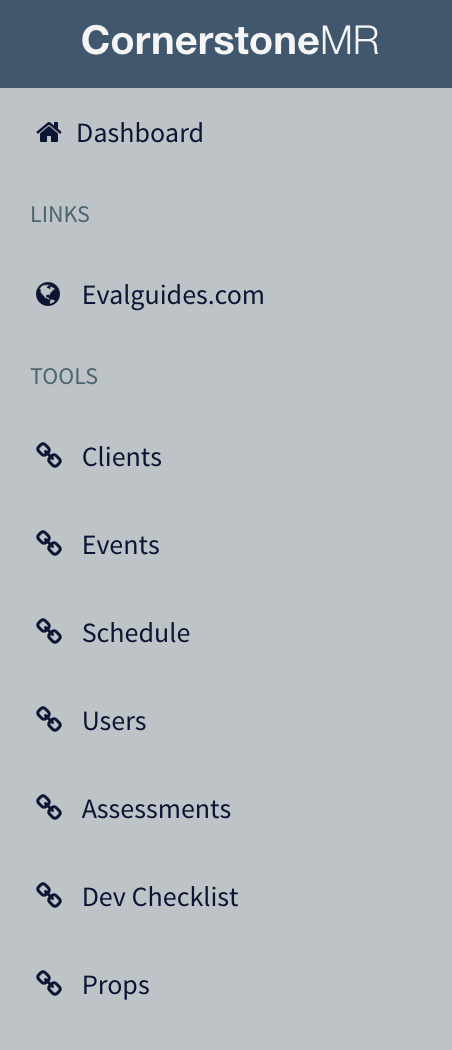 CornerstoneMR
Dashboard
LINKS
Evalguides.com
TOOLS
Clients
Events
Schedule
Users
Assessments
Dev Checklist
Props